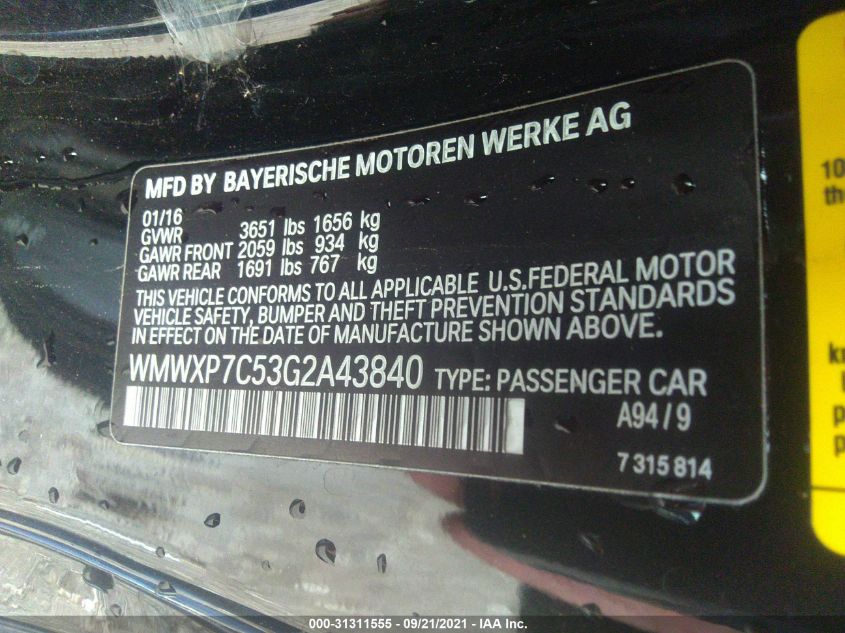 MFD BY BAYERISCHE MOTOREN WERKE AG
01/16
GVWR 3651 lbs 1656 kg
GAWR FRONT 2059 lbs 934 kg
GAWR REAR 1691 lbs 767 kg
THIS VEHICLE CONFORMS TO ALL APPLICABLE U.S.FEDERAL MOTOR
VEHICLE SAFETY, BUMPER AND THEFT PREVENTION STANDARDS
IN EFFECT ON THE DATE OF MANUFACTURE SHOWN ABOVE.
WMWXP7C53G2A43840 TYPE: PASSENGER CAR
A94/9
7 315 814
10
the
000-31311555 - 09/21/2021 - IAA Inc.